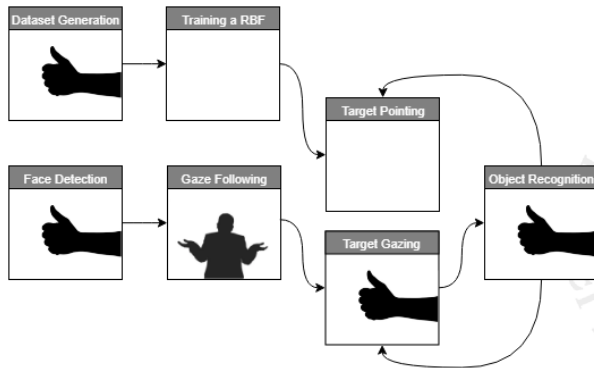 Dataset Generation
Training a RBF
Target Pointing
Face Detection
Gaze Following
Object Recognition
Target Gazing